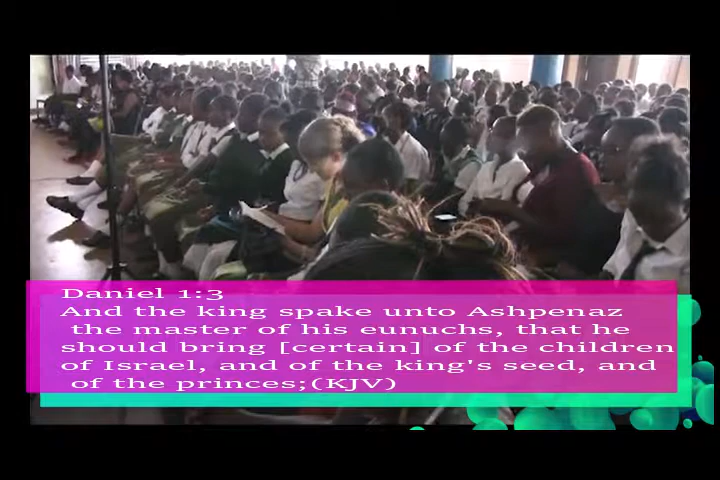 Daniel 1:3
And the king spake unto Ashpenaz
the master of his eunuchs, that he
should bring [certain] of the children
of Israel, and of the king's seed, and
of the princes;(KJV)